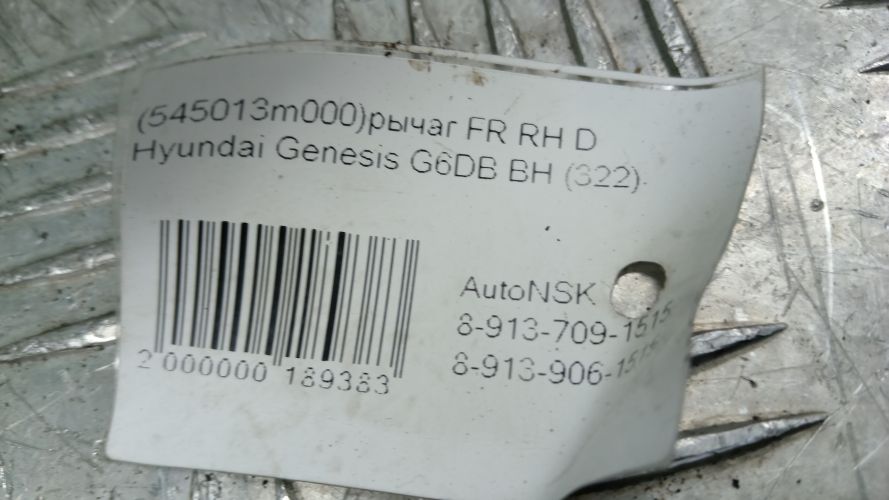 (545013m000)рычаг FR RH D
Hyundai Genesis G6DB BH (322)
AutoNSK
8-913-709-1515
8-913-906-1515
2 000000 189383